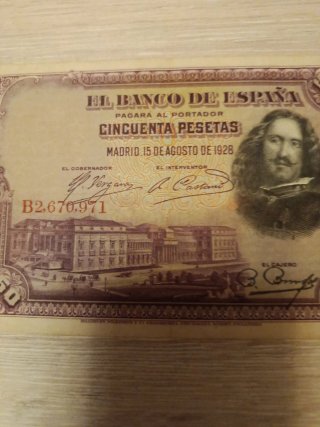 EL BANCO DE ESPAÑA
PAGARÁ AL PORTADOR
CINCUENTA PESETAS
MADRID, 15 DE AGOSTO DE 1928
EL GOBERNADOR EL INTERVENTOR
B2,670,971
EL CAJERO
50